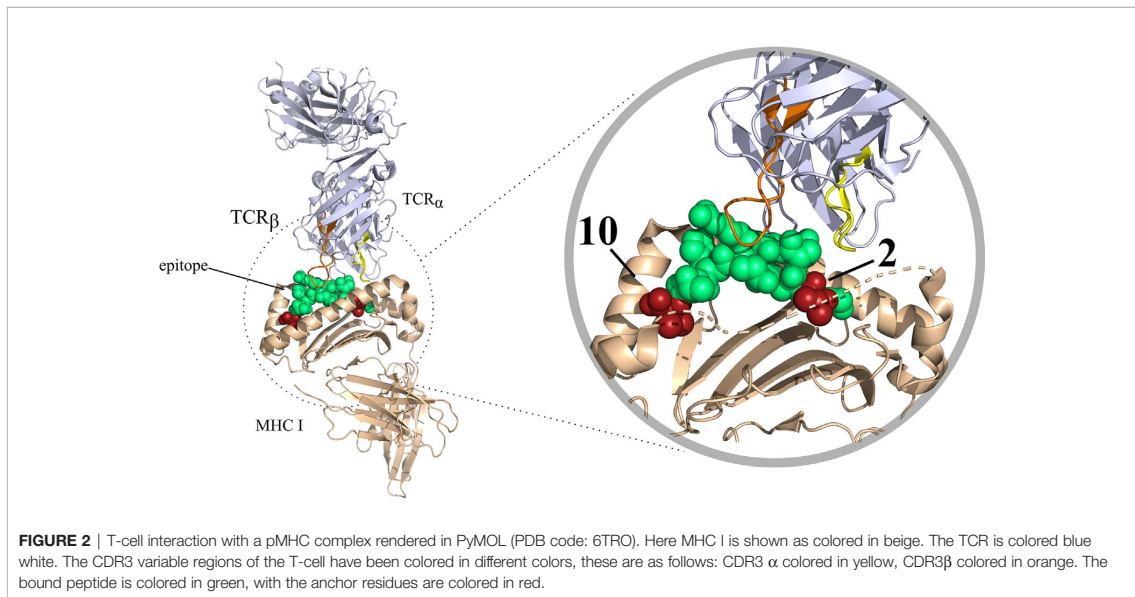 TCRβ
TCRα
epitope
MHC I
10
2
FIGURE 2 | T-cell interaction with a pMHC complex rendered in PyMOL (PDB code: 6TRO). Here MHC I is shown as colored in beige. The TCR is colored blue
white. The CDR3 variable regions of the T-cell have been colored in different colors, these are as follows: CDR3 α colored in yellow, CDR3β colored in orange. The
bound peptide is colored in green, with the anchor residues are colored in red.